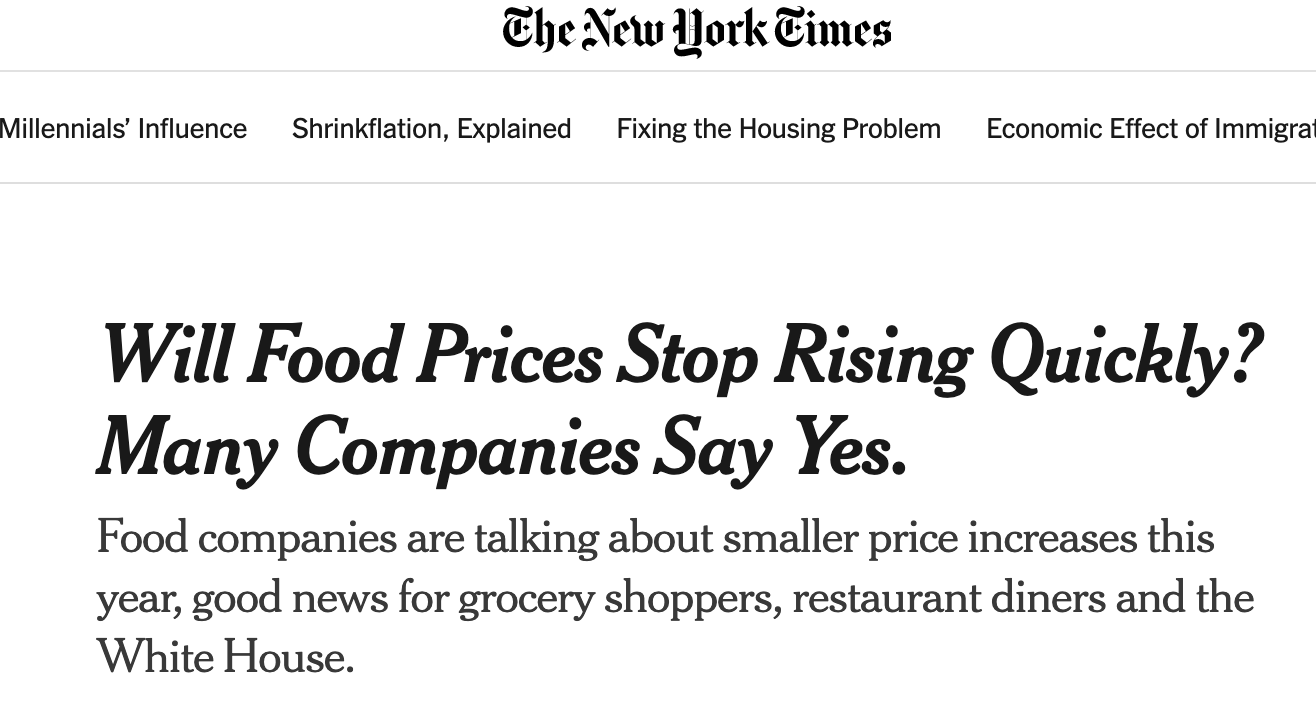 The New York Times
Millennials’ Influence Shrinkflation, Explained Fixing the Housing Problem Economic Effect of Immigrat
Will Food Prices Stop Rising Quickly?
Many Companies Say Yes.
Food companies are talking about smaller price increases this
year, good news for grocery shoppers, restaurant diners and the
White House.